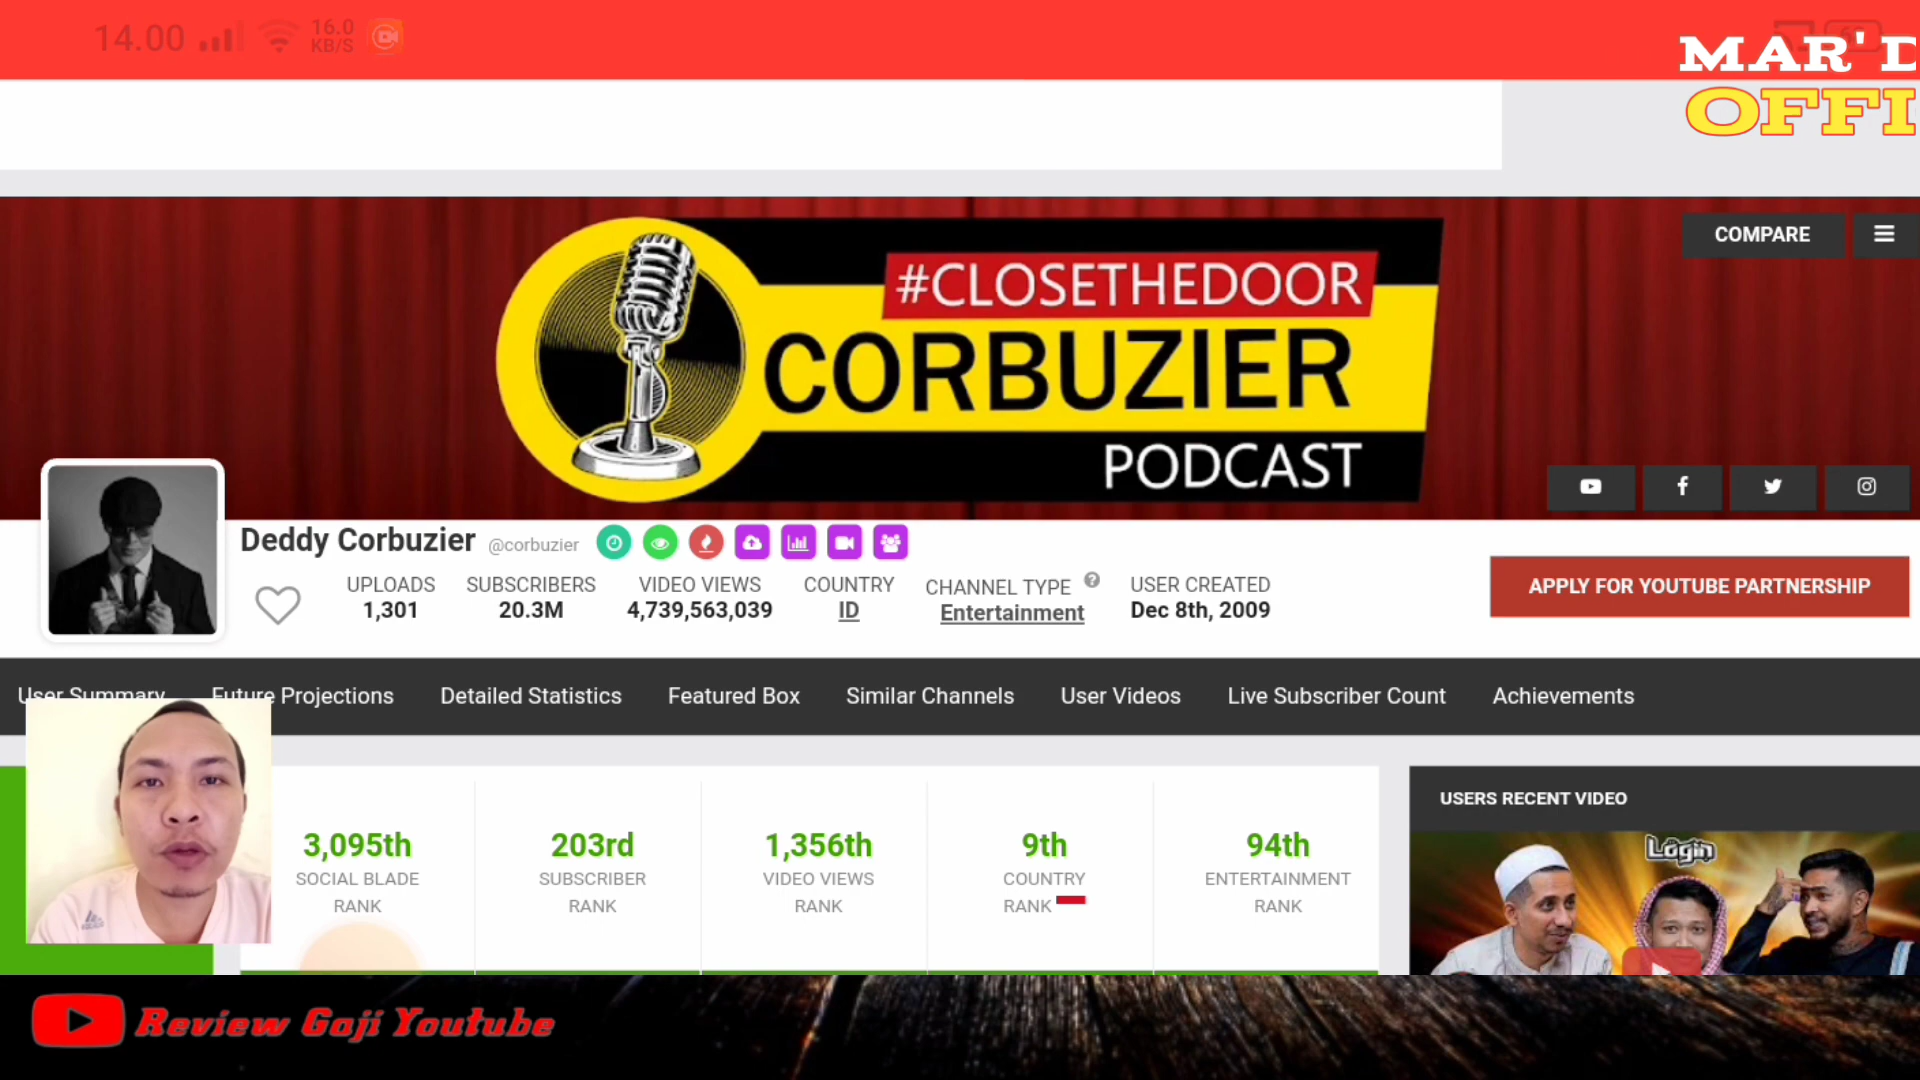 14.00
16.0
KB/S
MAR'D
OFFI
COMPARE
#CLOSETHEDOOR
CORBUZIER
PODCAST
Deddy Corbuzier @corbuzier
UPLOADS SUBSCRIBERS VIDEO VIEWS COUNTRY CHANNEL TYPE ? USER CREATED
1,301 20.3M 4,739,563,039 ID Entertainment Dec 8th, 2009
APPLY FOR YOUTUBE PARTNERSHIP
User Summary Future Projections Detailed Statistics Featured Box Similar Channels User Videos Live Subscriber Count Achievements
USERS RECENT VIDEO
Login
3,095th 203rd 1,356th 9th 94th
SOCIAL BLADE SUBSCRIBER VIDEO VIEWS COUNTRY ENTERTAINMENT
RANK RANK RANK RANK RANK
Review Gaji Youtube